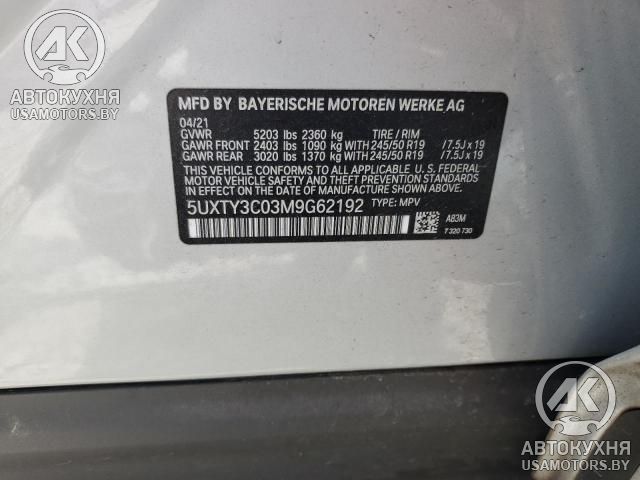 AK
АВТОКУХНЯ
USAMOTORS.BY
MFD BY BAYERISCHE MOTOREN WERKE AG
04/21
GVWR 5203 lbs 2360 kg TIRE / RIM
GAWR FRONT 2403 lbs 1090 kg WITH 245/50 R19 / 7.5J x 19
GAWR REAR 3020 lbs 1370 kg WITH 245/50 R19 / 7.5J x 19
THIS VEHICLE CONFORMS TO ALL APPLICABLE U. S. FEDERAL
MOTOR VEHICLE SAFETY AND THEFT PREVENTION STANDARDS IN
EFFECT ON THE DATE OF MANUFACTURE SHOWN ABOVE.
5UXTY3C03M9G62192 TYPE: MPV
A83M
T 320 730
AK
АВТОКУХНЯ
USAMOTORS.BY